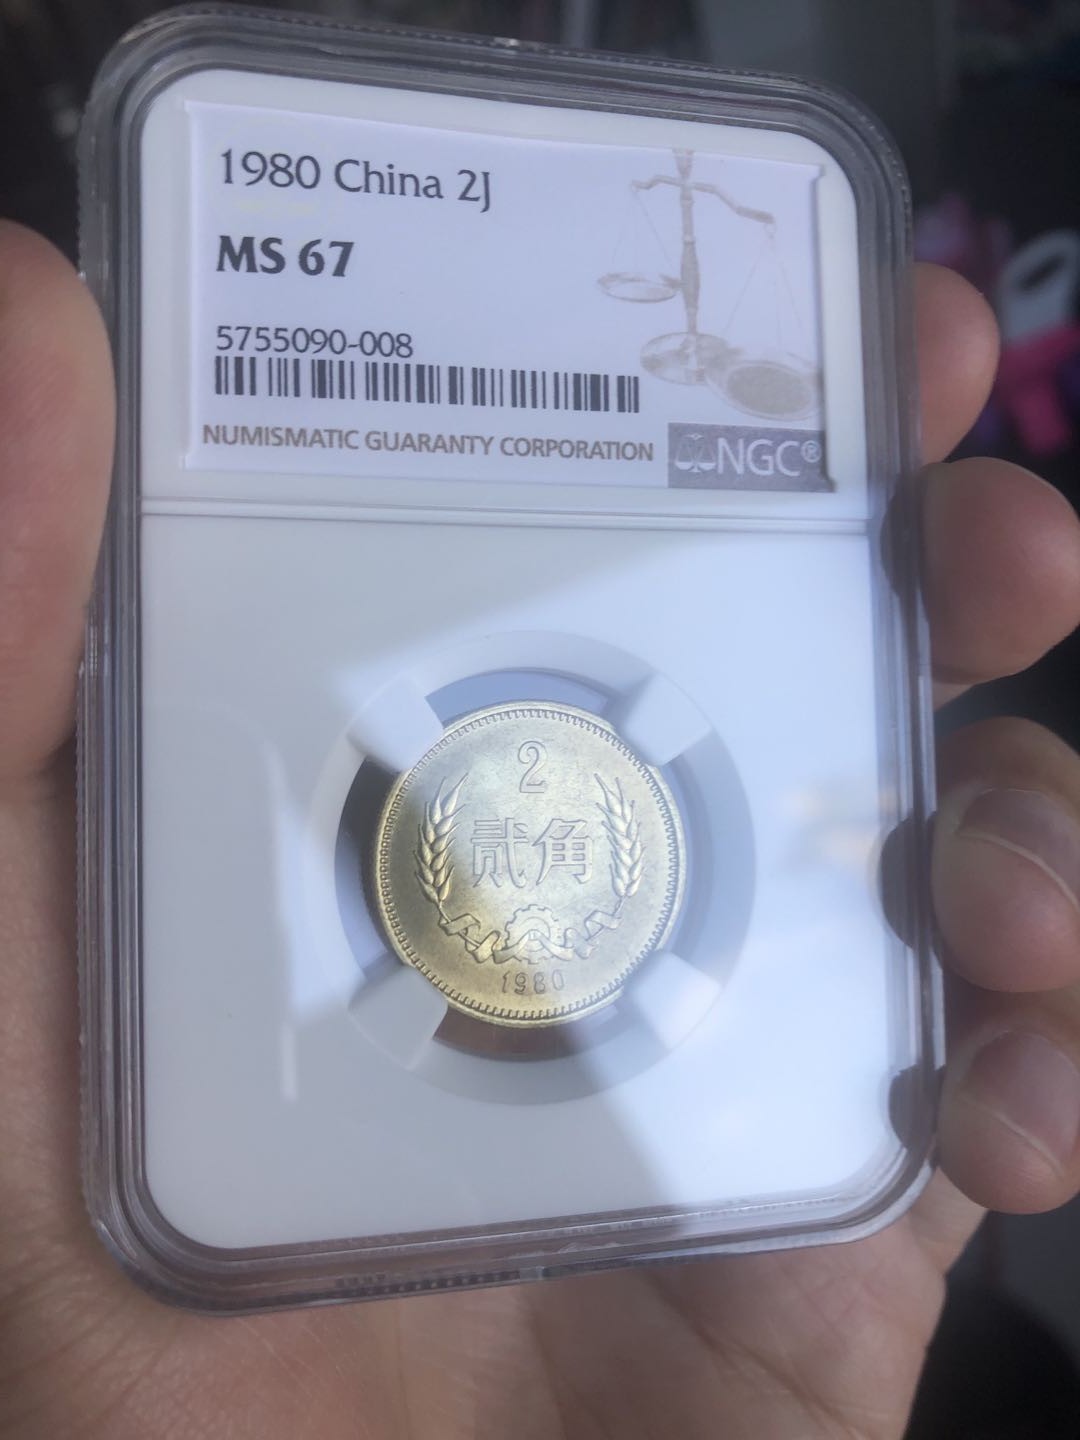 1980 China 2J
MS 67
5755090-008
NUMISMATIC GUARANTY CORPORATION
NGC®
2
贰角
1980